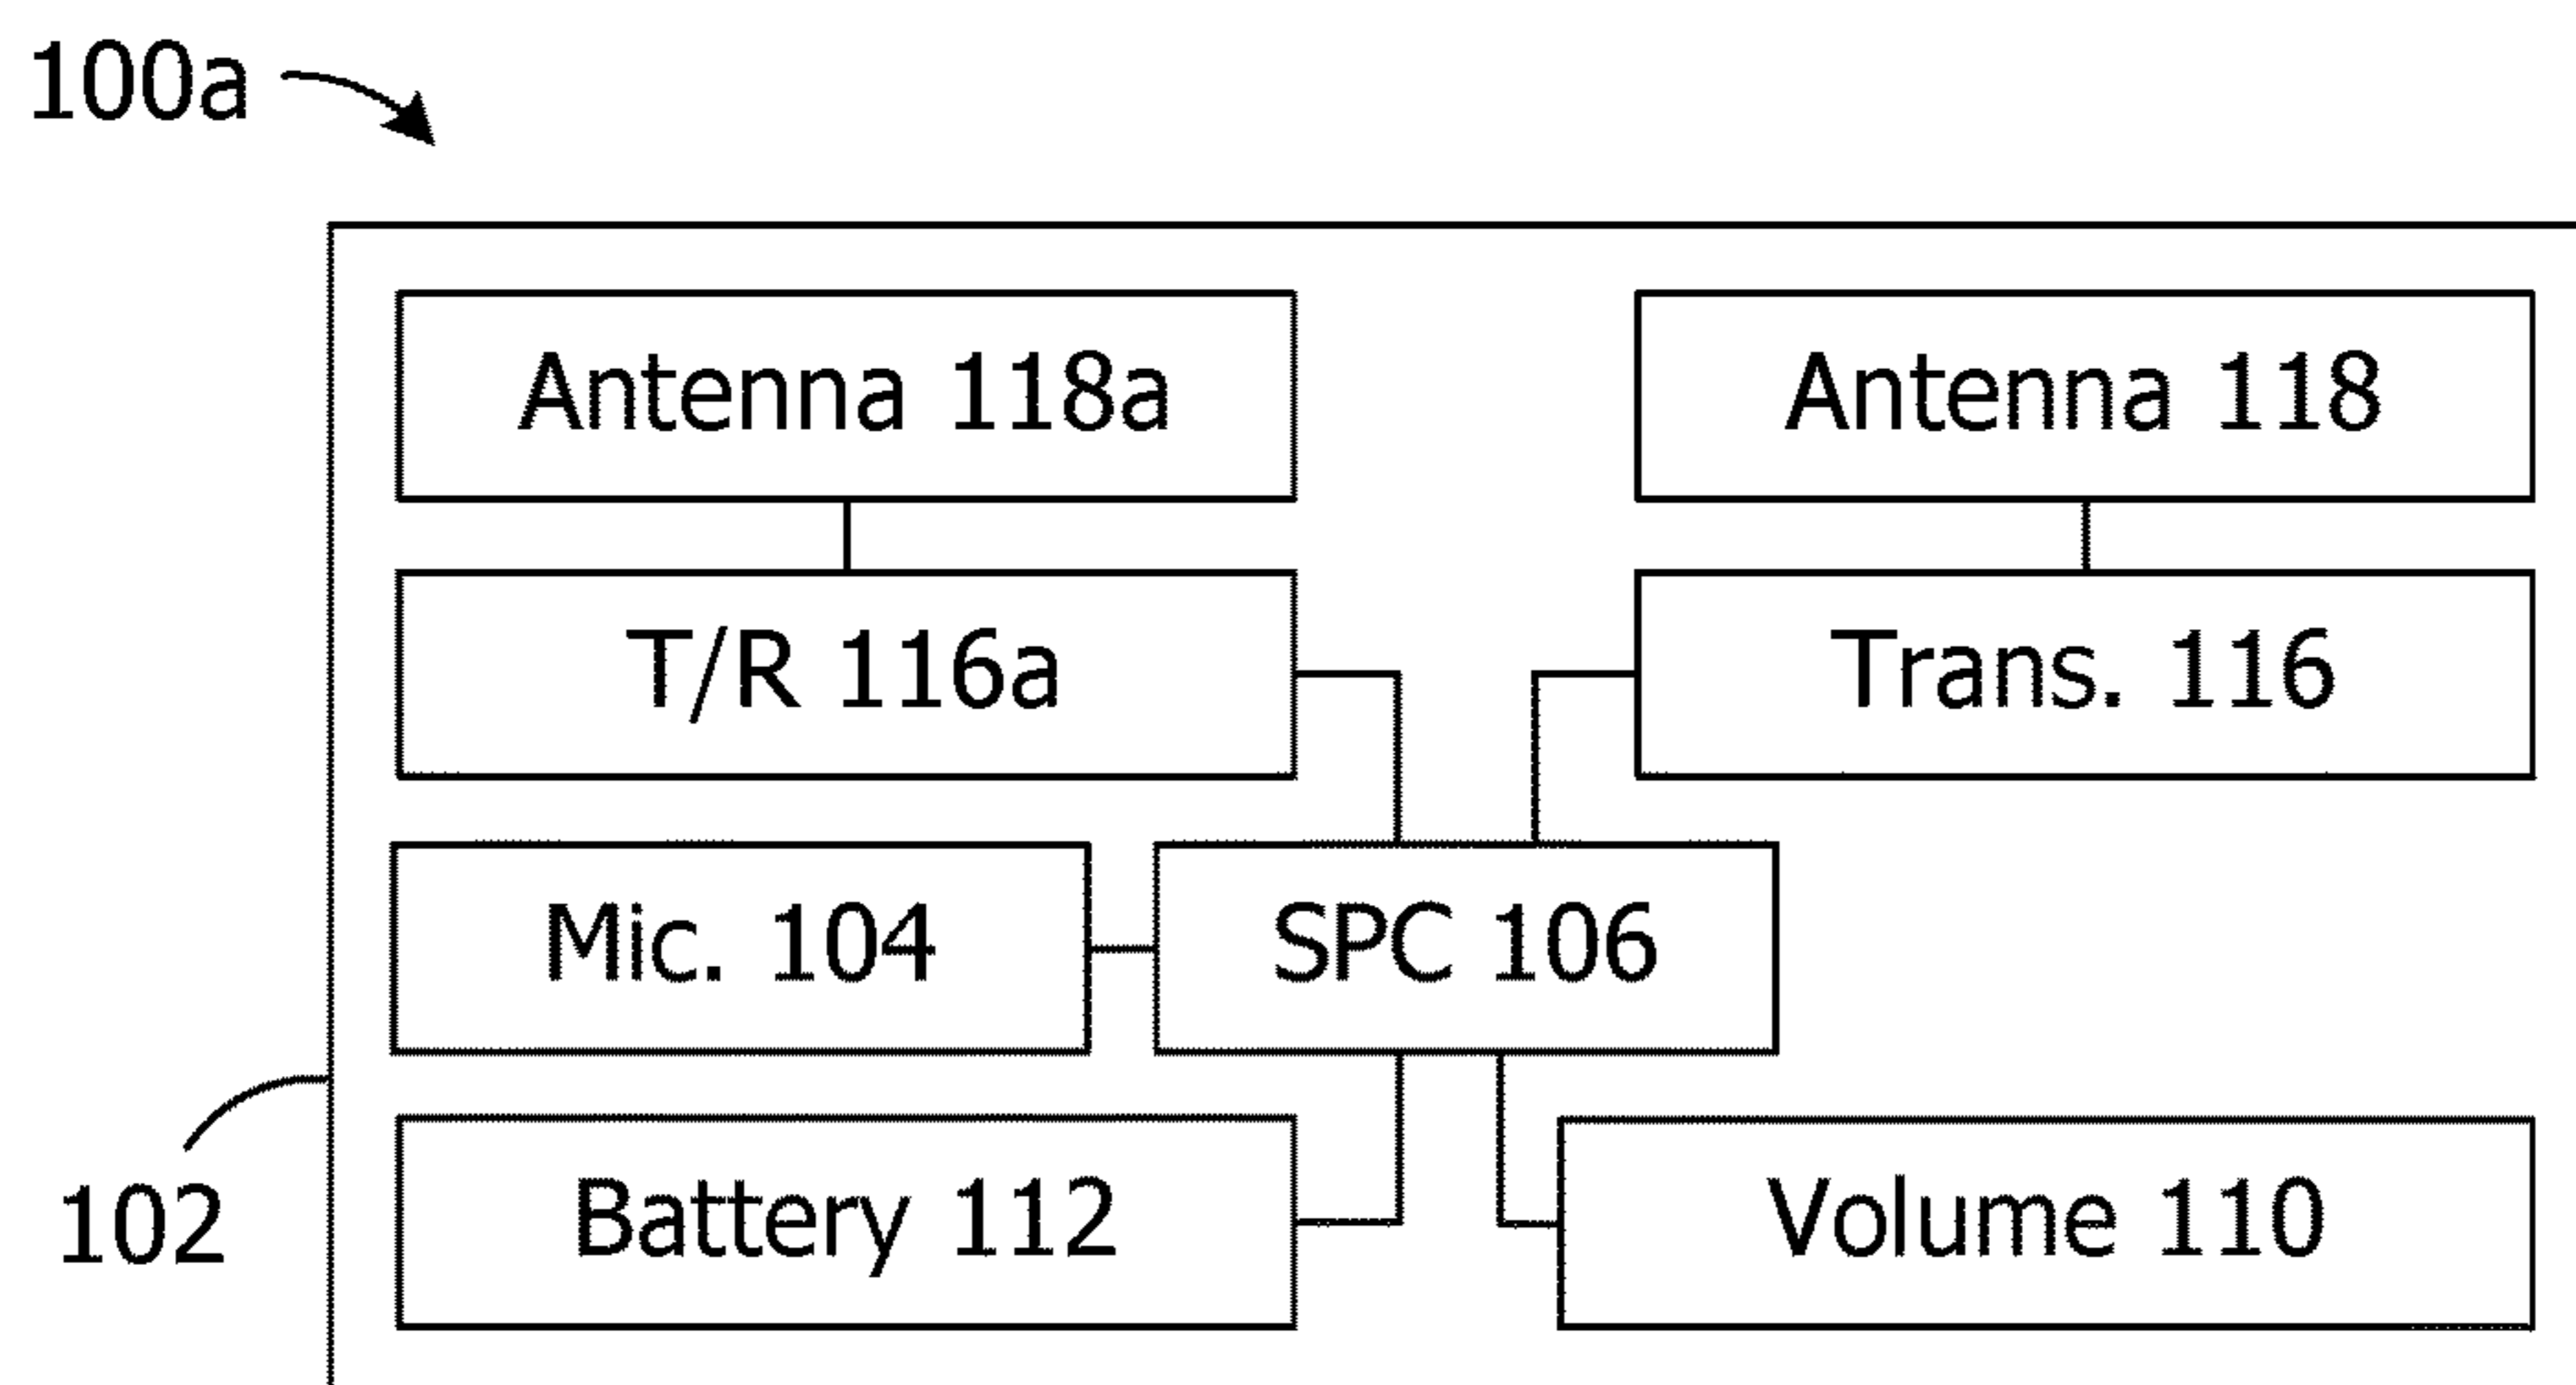 100a
Antenna 118a
Antenna 118
T/R 116a
Trans. 116
Mic. 104
SPC 106
Battery 112
Volume 110
102